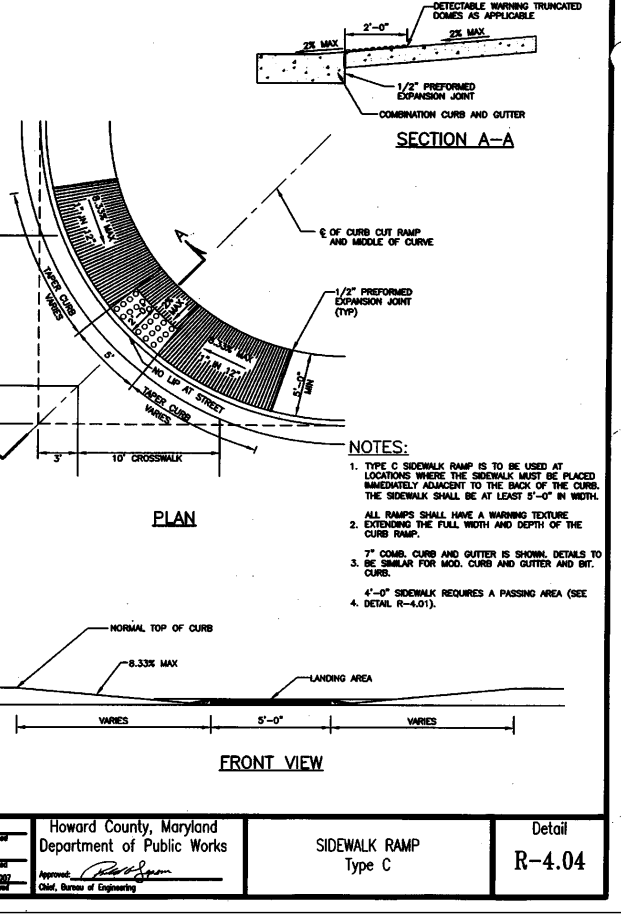 DETECTABLE WARNING TRUNCATED
DOMES AS APPLICABLE
2'-0"
2% MAX
2% MAX
1/2" PREFORMED
EXPANSION JOINT
COMBINATION CURB AND GUTTER
SECTION A-A
8.33% MAX
1" IN 12"
A
℄ OF CURB CUT RAMP
AND MIDDLE OF CURVE
1/2" PREFORMED
EXPANSION JOINT
(TYP)
TAPER CURB
VARIES
2%
MAX
8.33% MAX
1" IN 12"
5'
NO LIP AT STREET
TAPER CURB
VARIES
5'-0"
MIN
3'
10' CROSSWALK
PLAN
NOTES:
1. TYPE C SIDEWALK RAMP IS TO BE USED AT
LOCATIONS WHERE THE SIDEWALK MUST BE PLACED
IMMEDIATELY ADJACENT TO THE BACK OF THE CURB.
THE SIDEWALK SHALL BE AT LEAST 5'-0" IN WIDTH.
ALL RAMPS SHALL HAVE A WARNING TEXTURE
2. EXTENDING THE FULL WIDTH AND DEPTH OF THE
CURB RAMP.
7" COMB. CURB AND GUTTER IS SHOWN. DETAILS TO
3. BE SIMILAR FOR MOD. CURB AND GUTTER AND BIT.
CURB.
4'-0" SIDEWALK REQUIRES A PASSING AREA (SEE
4. DETAIL R-4.01).
NORMAL TOP OF CURB
8.33% MAX
LANDING AREA
VARIES
5'-0"
VARIES
FRONT VIEW
Howard County, Maryland
Department of Public Works
Approved:
Chief, Bureau of Engineering
SIDEWALK RAMP
Type C
Detail
R-4.04